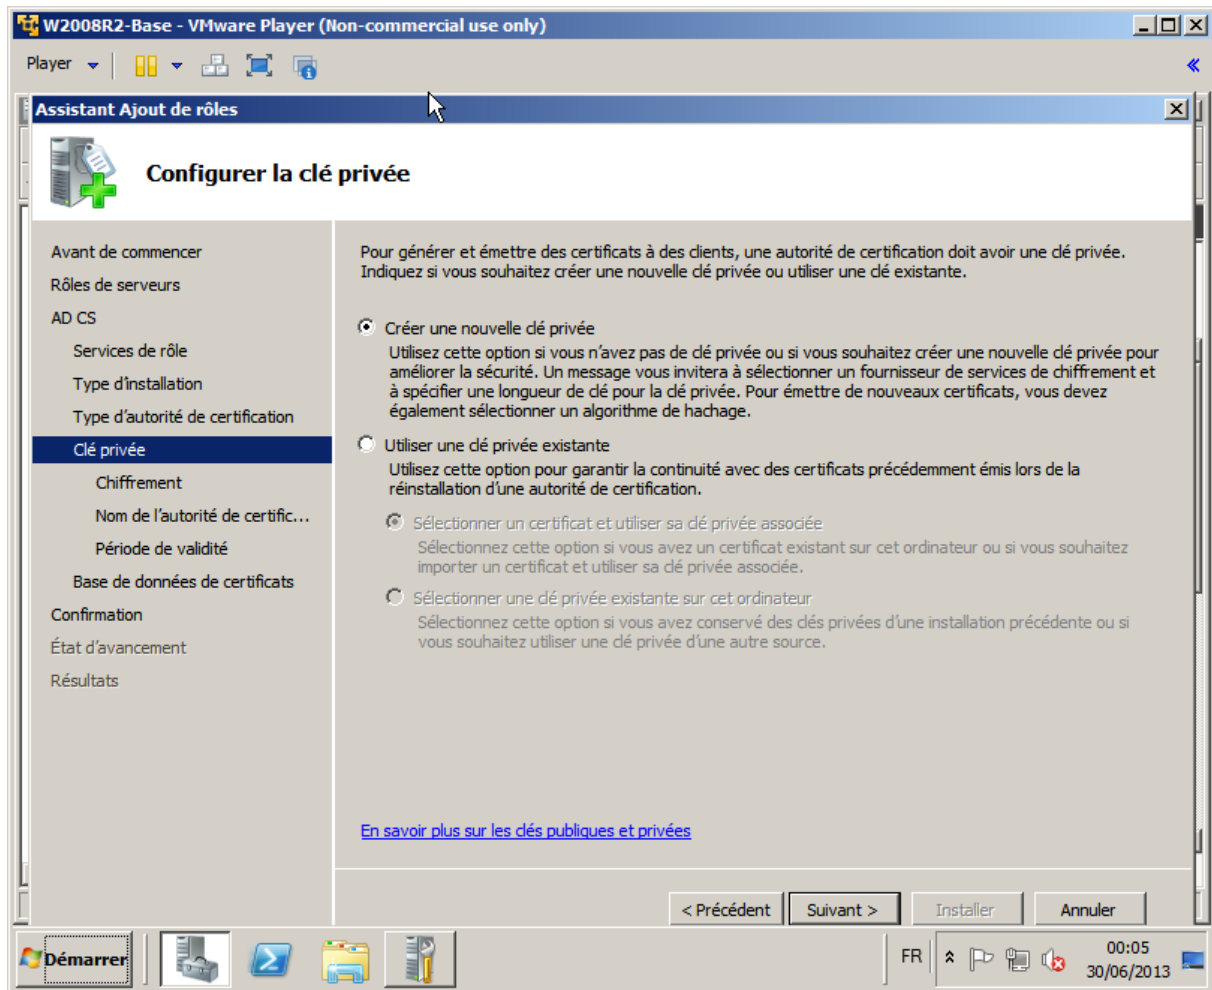 W2008R2-Base - VMware Player (Non-commercial use only)
Player
Assistant Ajout de rôles
Configurer la clé privée
Avant de commencer
Rôles de serveurs
AD CS
Services de rôle
Type d'installation
Type d'autorité de certification
Clé privée
Chiffrement
Nom de l'autorité de certific...
Période de validité
Base de données de certificats
Confirmation
État d'avancement
Résultats
Pour générer et émettre des certificats à des clients, une autorité de certification doit avoir une clé privée.
Indiquez si vous souhaitez créer une nouvelle clé privée ou utiliser une clé existante.
Créer une nouvelle clé privée
Utilisez cette option si vous n'avez pas de clé privée ou si vous souhaitez créer une nouvelle clé privée pour
améliorer la sécurité. Un message vous invitera à sélectionner un fournisseur de services de chiffrement et
à spécifier une longueur de clé pour la clé privée. Pour émettre de nouveaux certificats, vous devez
également sélectionner un algorithme de hachage.
Utiliser une clé privée existante
Utilisez cette option pour garantir la continuité avec des certificats précédemment émis lors de la
réinstallation d'une autorité de certification.
Sélectionner un certificat et utiliser sa clé privée associée
Sélectionnez cette option si vous avez un certificat existant sur cet ordinateur ou si vous souhaitez
importer un certificat et utiliser sa clé privée associée.
Sélectionner une clé privée existante sur cet ordinateur
Sélectionnez cette option si vous avez conservé des clés privées d'une installation précédente ou si
vous souhaitez utiliser une clé privée d'une autre source.
En savoir plus sur les clés publiques et privées
< Précédent
Suivant >
Installer
Annuler
Démarrer
FR
00:05
30/06/2013